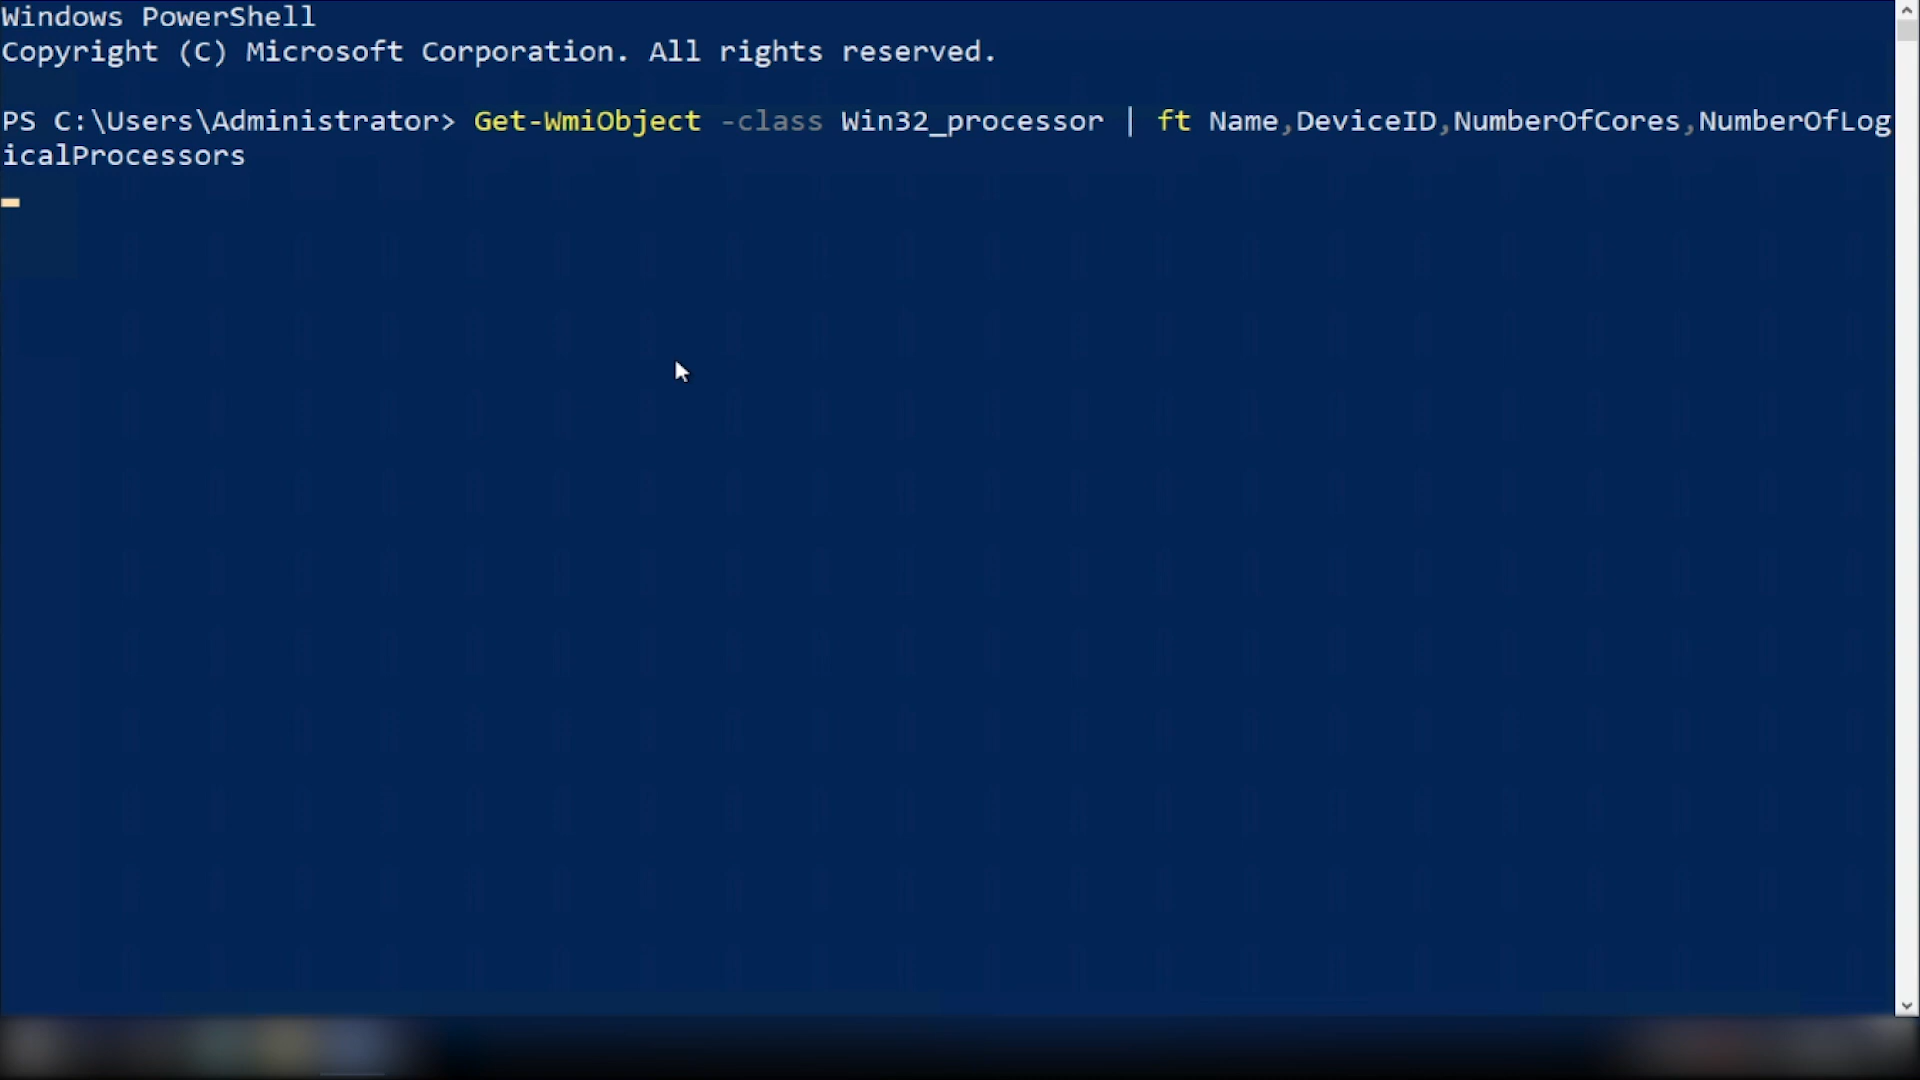 Windows PowerShell
Copyright (C) Microsoft Corporation. All rights reserved.
PS C:\Users\Administrator> Get-WmiObject -class Win32_processor | ft Name,DeviceID,NumberOfCores,NumberOfLog
icalProcessors